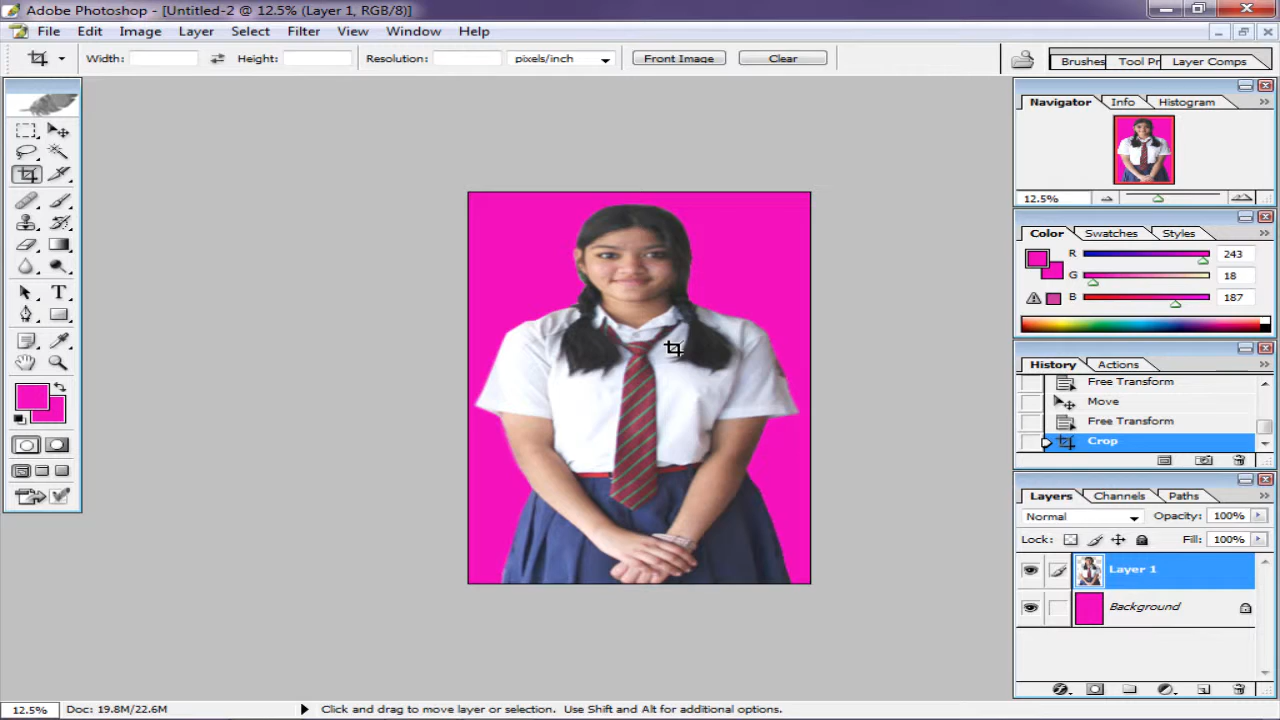 Adobe Photoshop - [Untitled-2 @ 12.5% (Layer 1, RGB/8)]
File Edit Image Layer Select Filter View Window Help
Width: Height: Resolution: pixels/inch Front Image Clear Brushes Tool Pr Layer Comps
Navigator Info Histogram
12.5%
Color Swatches Styles
R 243
G 18
B 187
History Actions
Free Transform
Move
Free Transform
Crop
Layers Channels Paths
Normal Opacity: 100%
Lock: Fill: 100%
Layer 1
Background
12.5% Doc: 19.8M/22.6M Click and drag to move layer or selection. Use Shift and Alt for additional options.